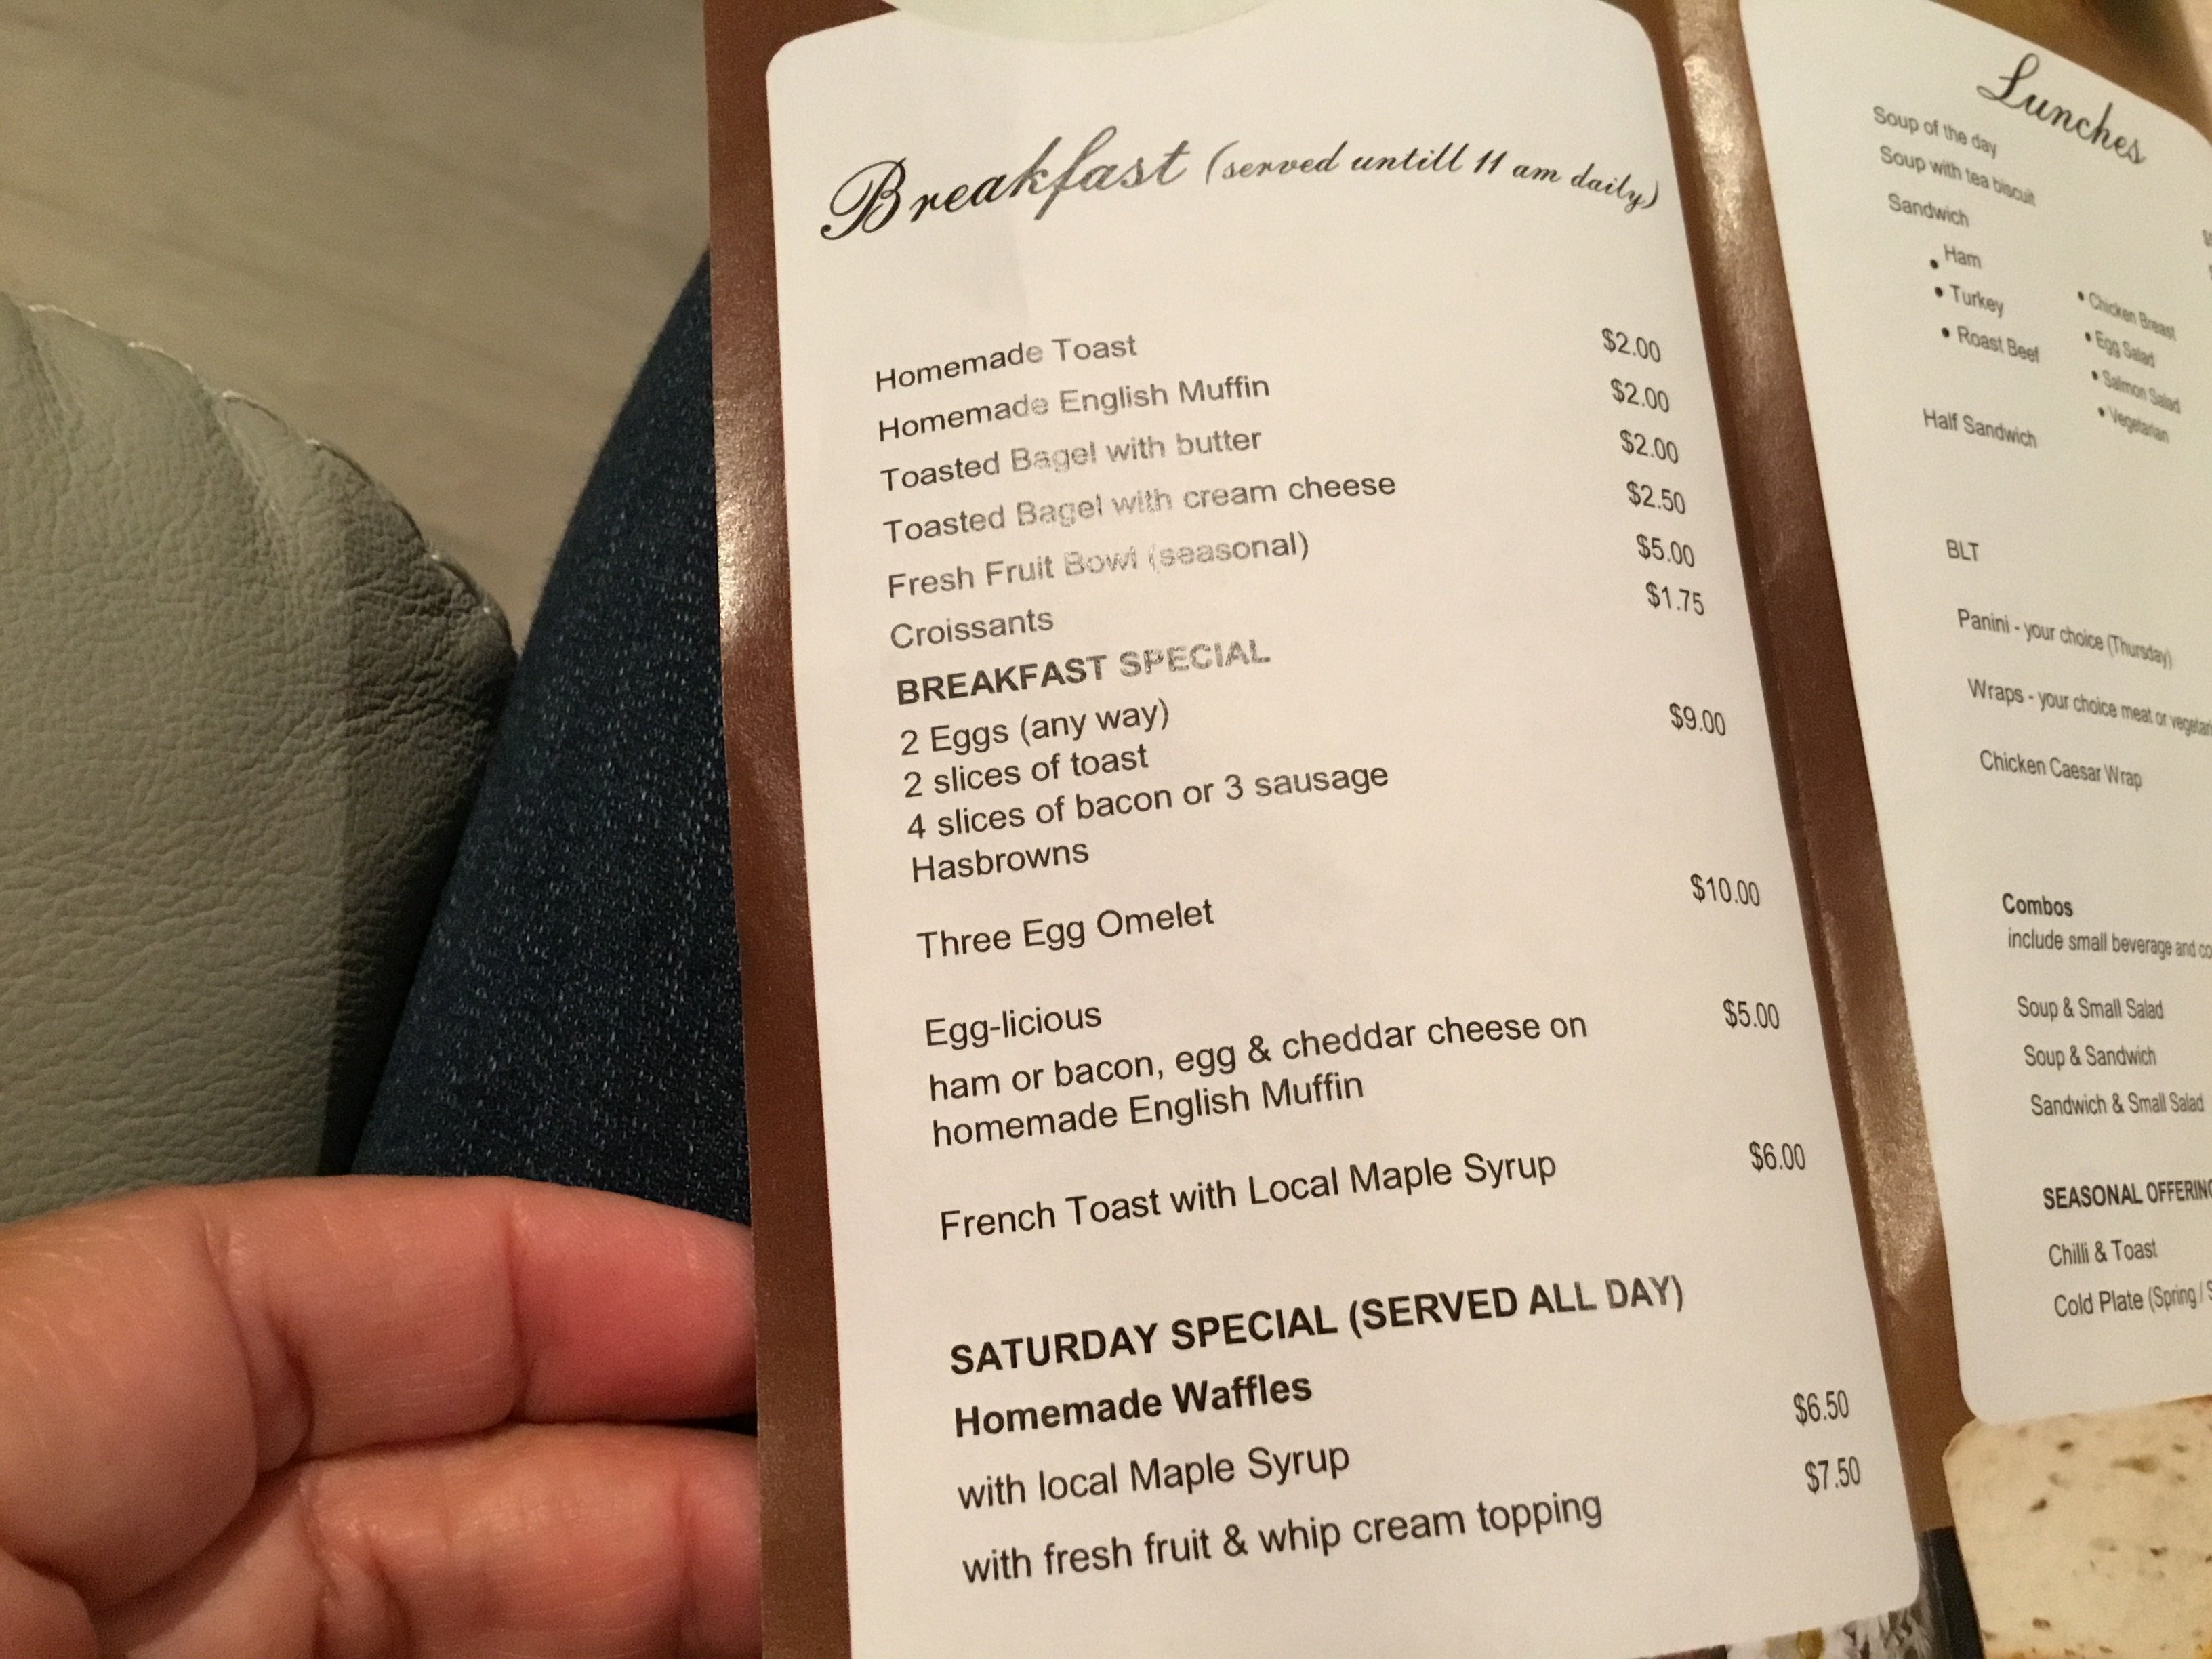 Breakfast (served untill 11 am daily)
Homemade Toast $2.00
Homemade English Muffin $2.00
Toasted Bagel with butter $2.00
Toasted Bagel with cream cheese $2.50
Fresh Fruit Bowl (seasonal) $5.00
Croissants $1.75
BREAKFAST SPECIAL
2 Eggs (any way) $9.00
2 slices of toast
4 slices of bacon or 3 sausage
Hasbrowns
Three Egg Omelet $10.00
Egg-licious
ham or bacon, egg & cheddar cheese on $5.00
homemade English Muffin
French Toast with Local Maple Syrup $6.00
SATURDAY SPECIAL (SERVED ALL DAY)
Homemade Waffles
with local Maple Syrup $6.50
with fresh fruit & whip cream topping $7.50
Lunches
Soup of the day
Soup with tea biscuit
Sandwich
• Ham
• Turkey
• Roast Beef
• Chicken Breast
• Egg Salad
• Salmon Salad
• Vegetarian
Half Sandwich
BLT
Panini - your choice (Thursday)
Wraps - your choice meat or
Chicken Caesar Wrap
Combos
include small beverage and
Soup & Small Salad
Soup & Sandwich
Sandwich & Small Salad
SEASONAL
Chilli & Toast
Cold Plate (Spring /